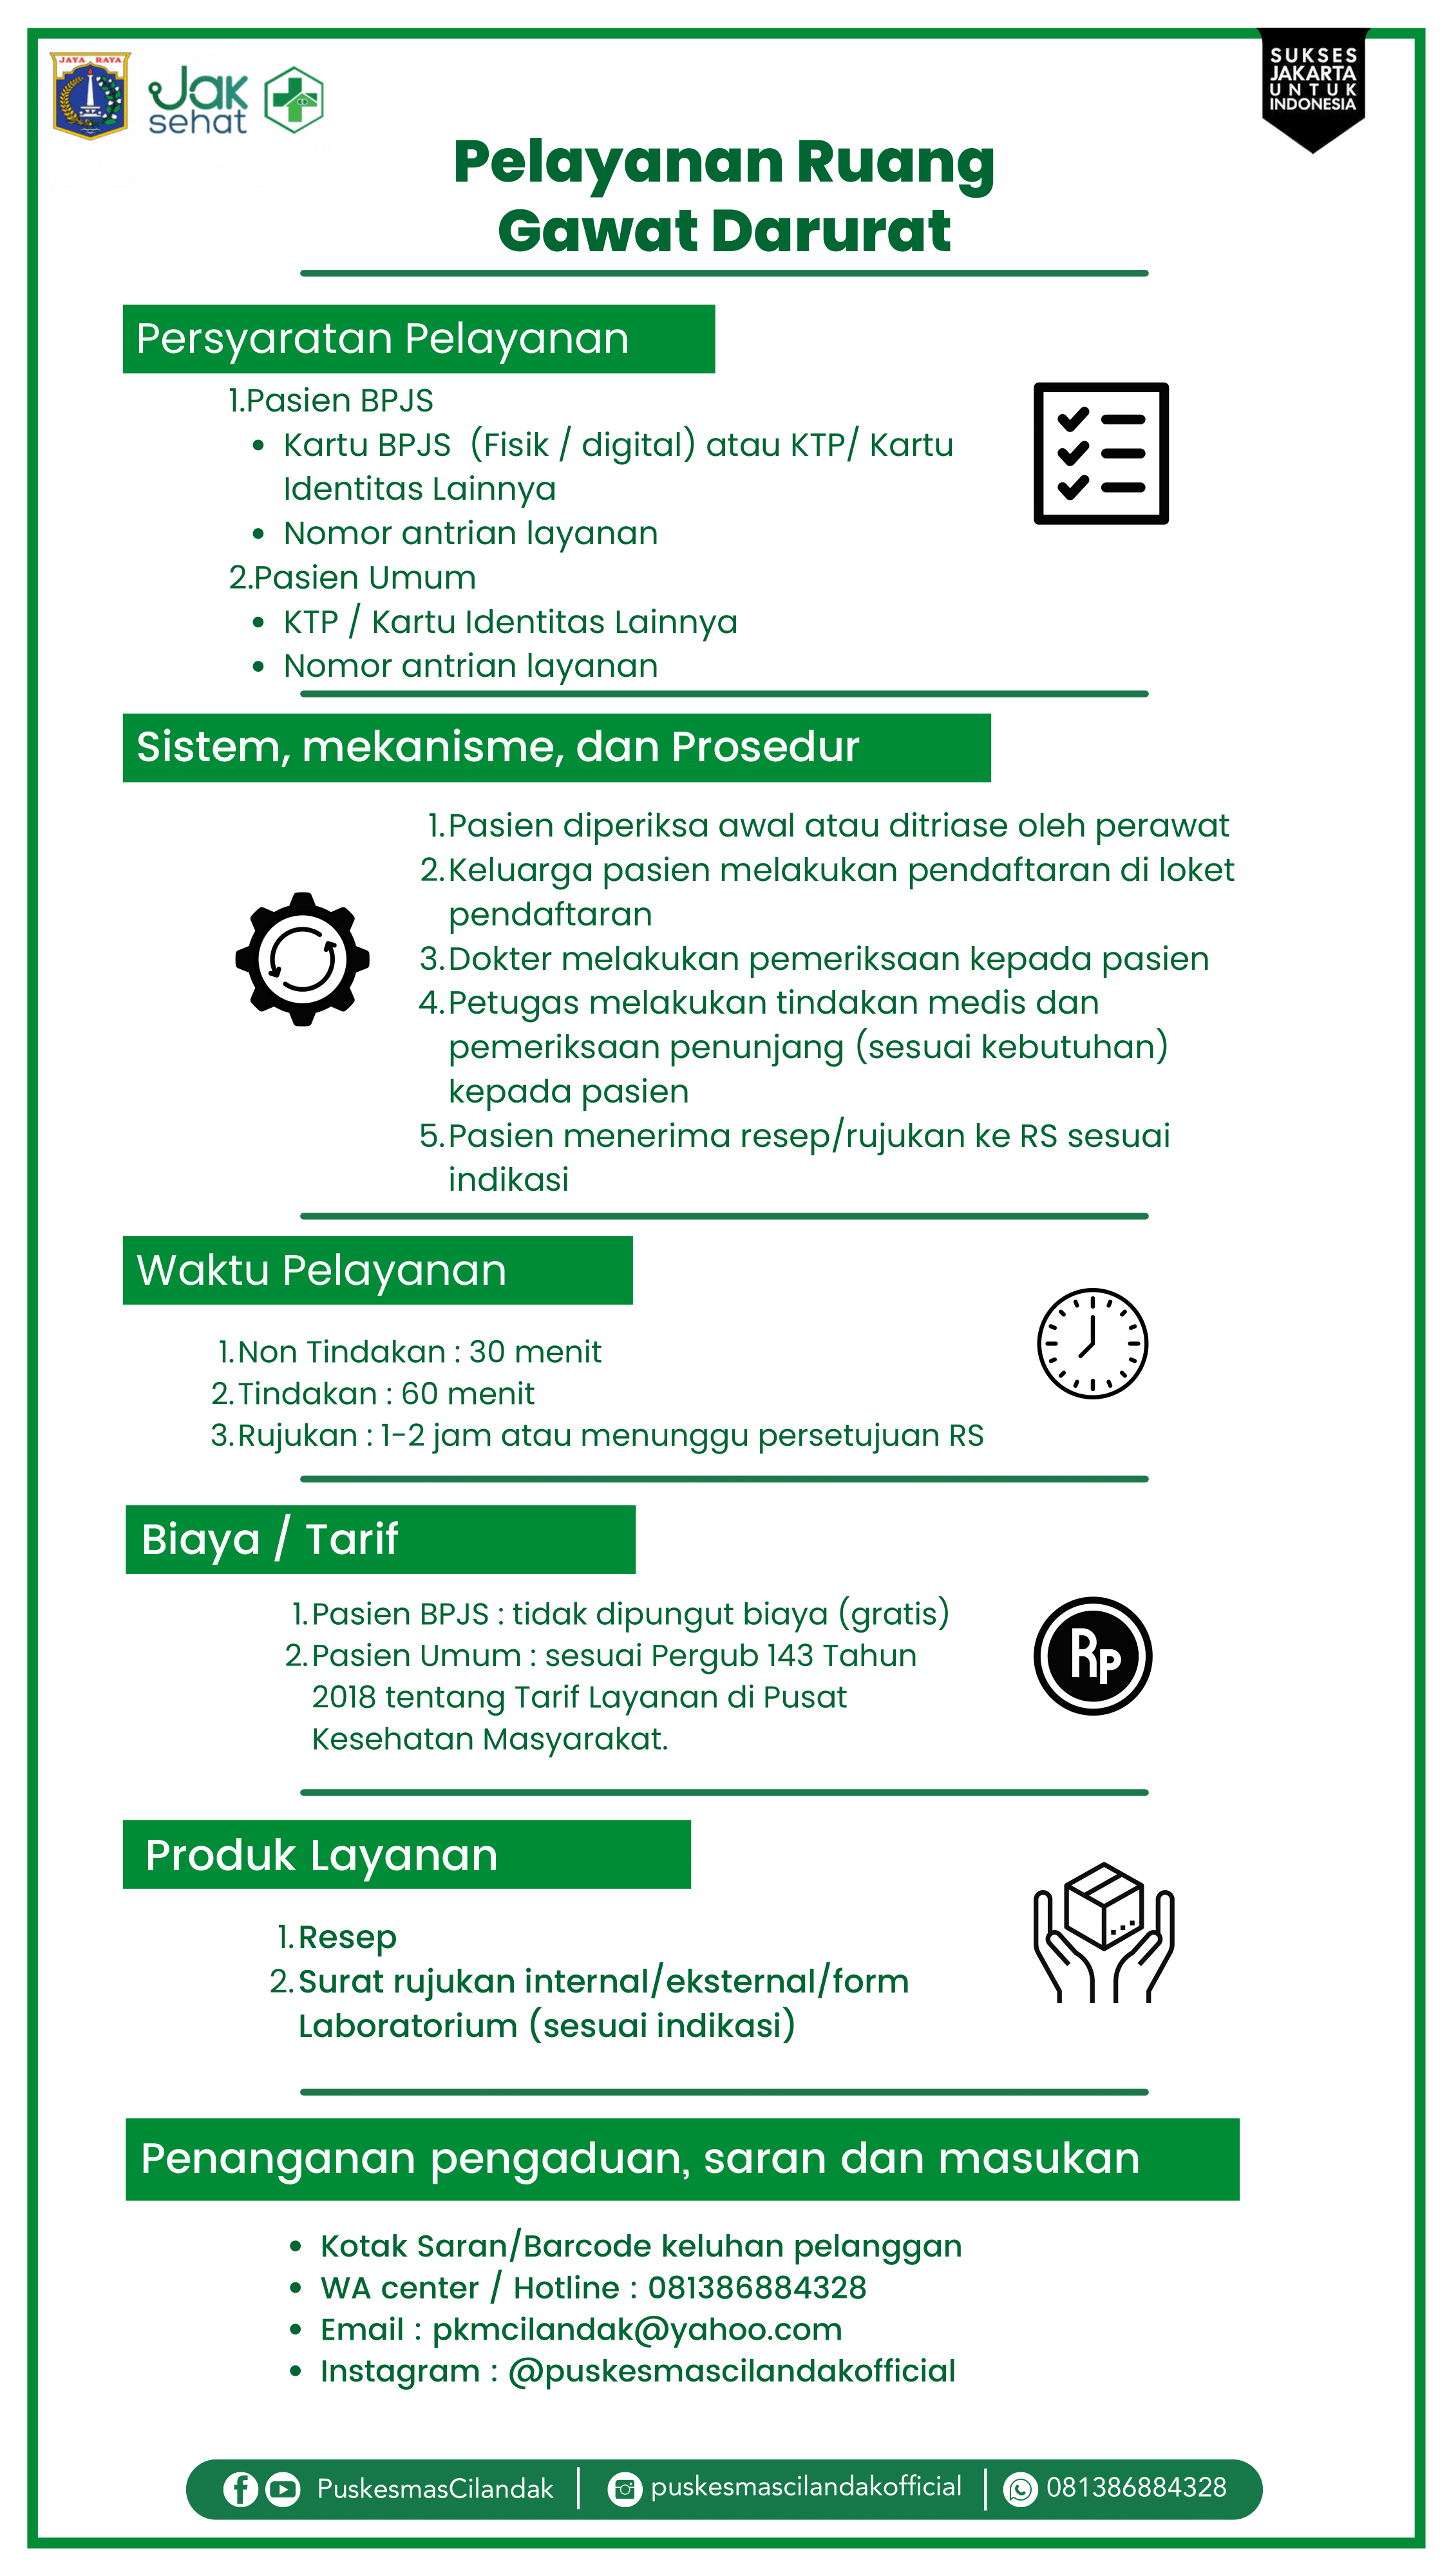 JAYA RAYA
Jak
sehat
SUKSES
JAKARTA
UNTUK
INDONESIA
Pelayanan Ruang
Gawat Darurat
Persyaratan Pelayanan
1.Pasien BPJS
• Kartu BPJS (Fisik / digital) atau KTP/ Kartu
Identitas Lainnya
• Nomor antrian layanan
2.Pasien Umum
• KTP / Kartu Identitas Lainnya
• Nomor antrian layanan
Sistem, mekanisme, dan Prosedur
1.Pasien diperiksa awal atau ditriase oleh perawat
2.Keluarga pasien melakukan pendaftaran di loket
pendaftaran
3.Dokter melakukan pemeriksaan kepada pasien
4.Petugas melakukan tindakan medis dan
pemeriksaan penunjang (sesuai kebutuhan)
kepada pasien
5.Pasien menerima resep/rujukan ke RS sesuai
indikasi
Waktu Pelayanan
1.Non Tindakan : 30 menit
2.Tindakan : 60 menit
3.Rujukan : 1-2 jam atau menunggu persetujuan RS
Biaya / Tarif
1.Pasien BPJS : tidak dipungut biaya (gratis)
2.Pasien Umum : sesuai Pergub 143 Tahun
2018 tentang Tarif Layanan di Pusat
Kesehatan Masyarakat.
Rp
Produk Layanan
1.Resep
2.Surat rujukan internal/eksternal/form
Laboratorium (sesuai indikasi)
Penanganan pengaduan, saran dan masukan
• Kotak Saran/Barcode keluhan pelanggan
• WA center / Hotline : 081386884328
• Email : pkmcilandak@yahoo.com
• Instagram : @puskesmascilandakofficial
PuskesmasCilandak | puskesmascilandakofficial | 081386884328